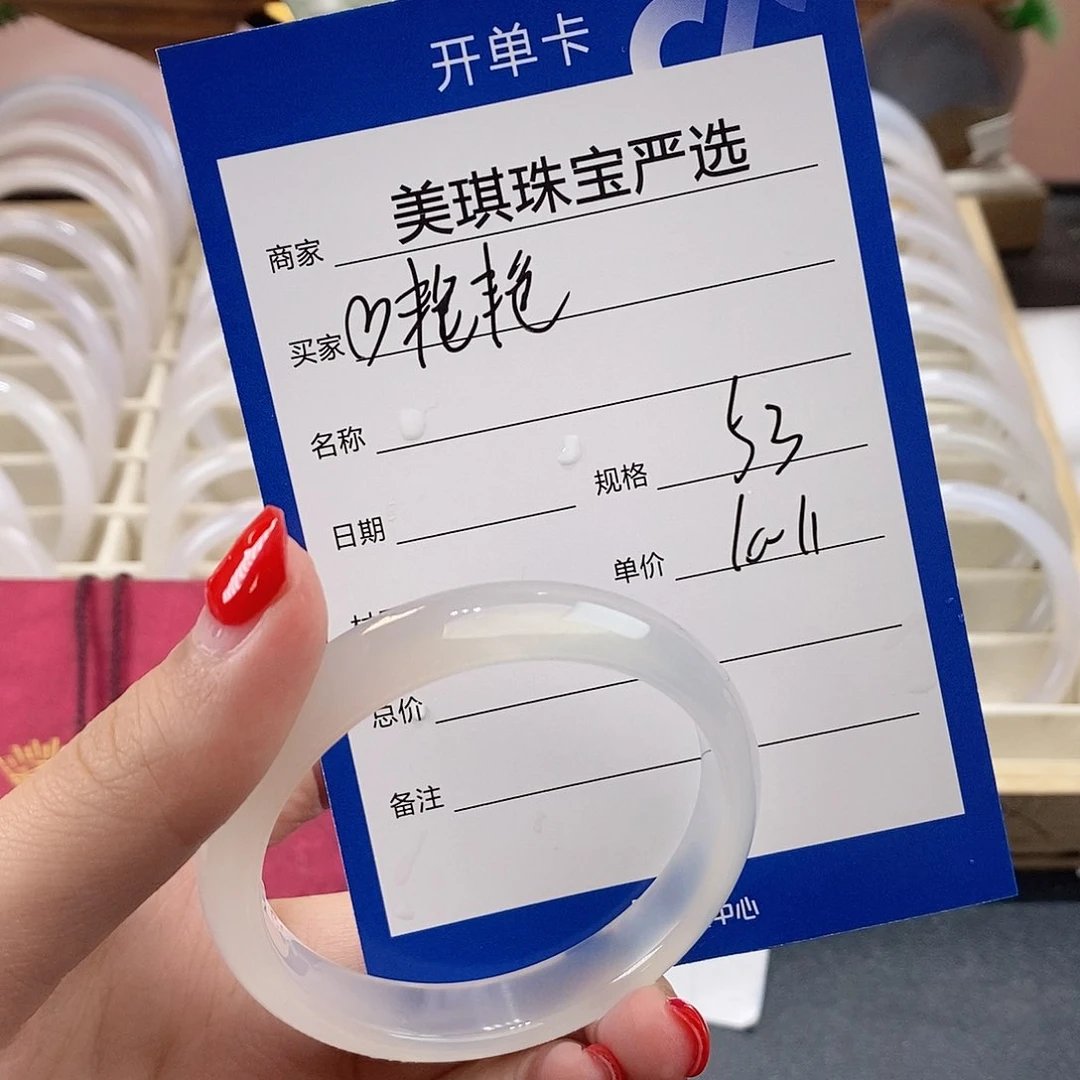 开单卡
商家 美琪珠宝严选
买家 ♡艳艳
名称
规格 53
日期
单价
总价
备注
中心